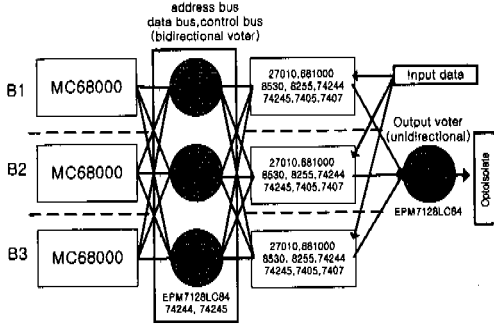 address bus
data bus,control bus
(bidirectional voter)
B1
MC68000
27010,681000
8530, 8255,74244
74245,7405,7407
Input data
Output voter
(unidirectional)
B2
MC68000
27010,681000
8530, 8255,74244
74245,7405,7407
Optoisolate
EPM7128LC84
B3
MC68000
27010,681000
8530, 8255,74244
74245,7405,7407
EPM7128LC84
74244, 74245